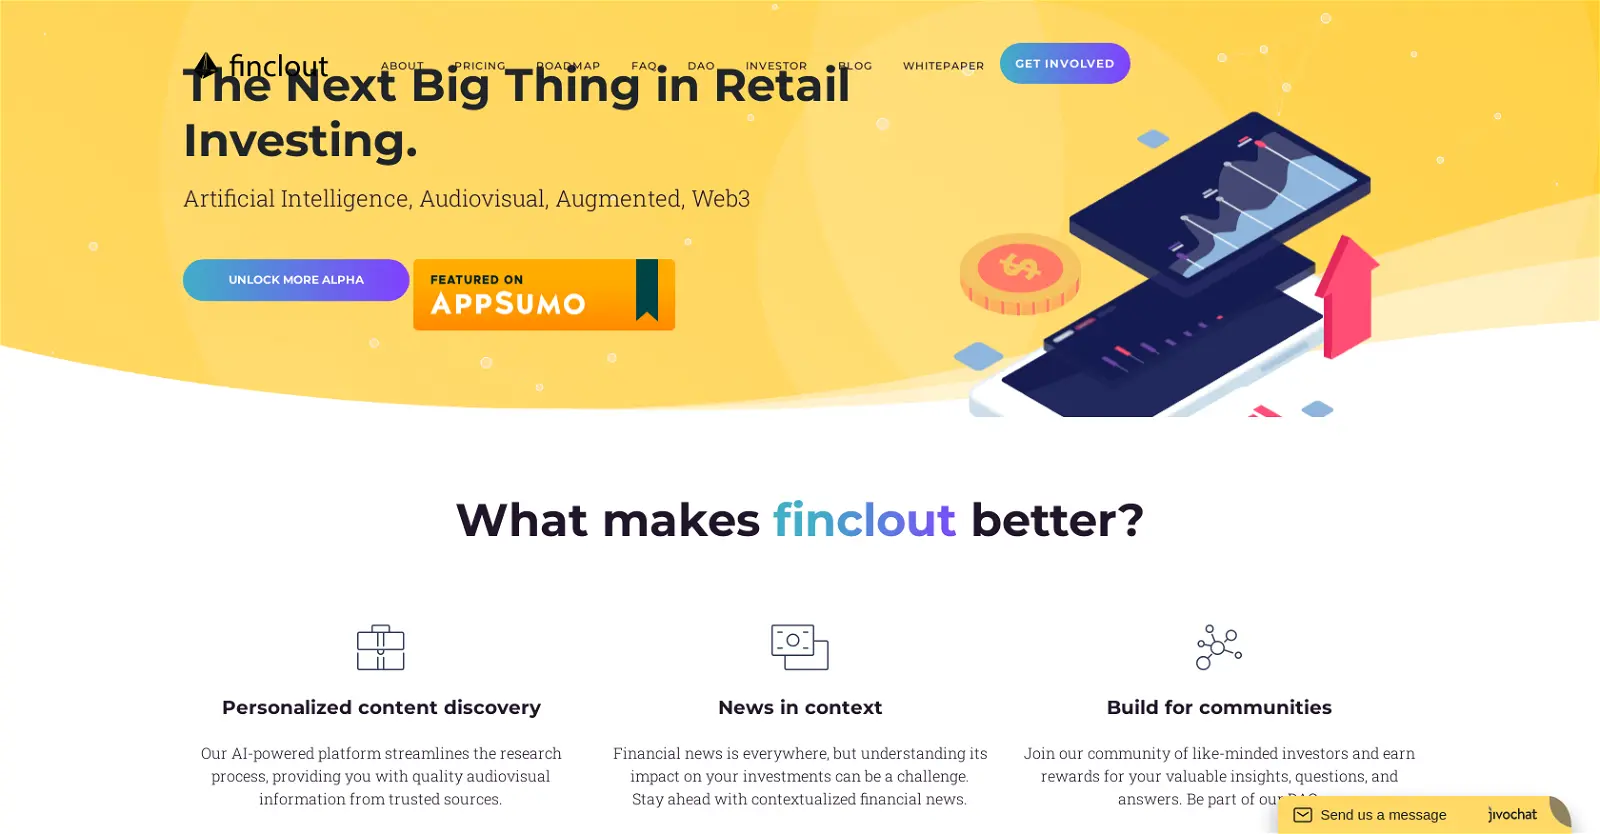 finclout
ABOUT PRICING ROADMAP FAQ DAO INVESTOR BLOG WHITEPAPER GET INVOLVED
The Next Big Thing in Retail
Investing.
Artificial Intelligence, Audiovisual, Augmented, Web3
UNLOCK MORE ALPHA
FEATURED ON
APPSUMO
What makes finclout better?
Personalized content discovery
Our AI-powered platform streamlines the research
process, providing you with quality audiovisual
information from trusted sources.
News in context
Financial news is everywhere, but understanding its
impact on your investments can be a challenge.
Stay ahead with contextualized financial news.
Build for communities
Join our community of like-minded investors and earn
rewards for your valuable insights, questions, and
answers. Be part of our DAO
Send us a message jivochat